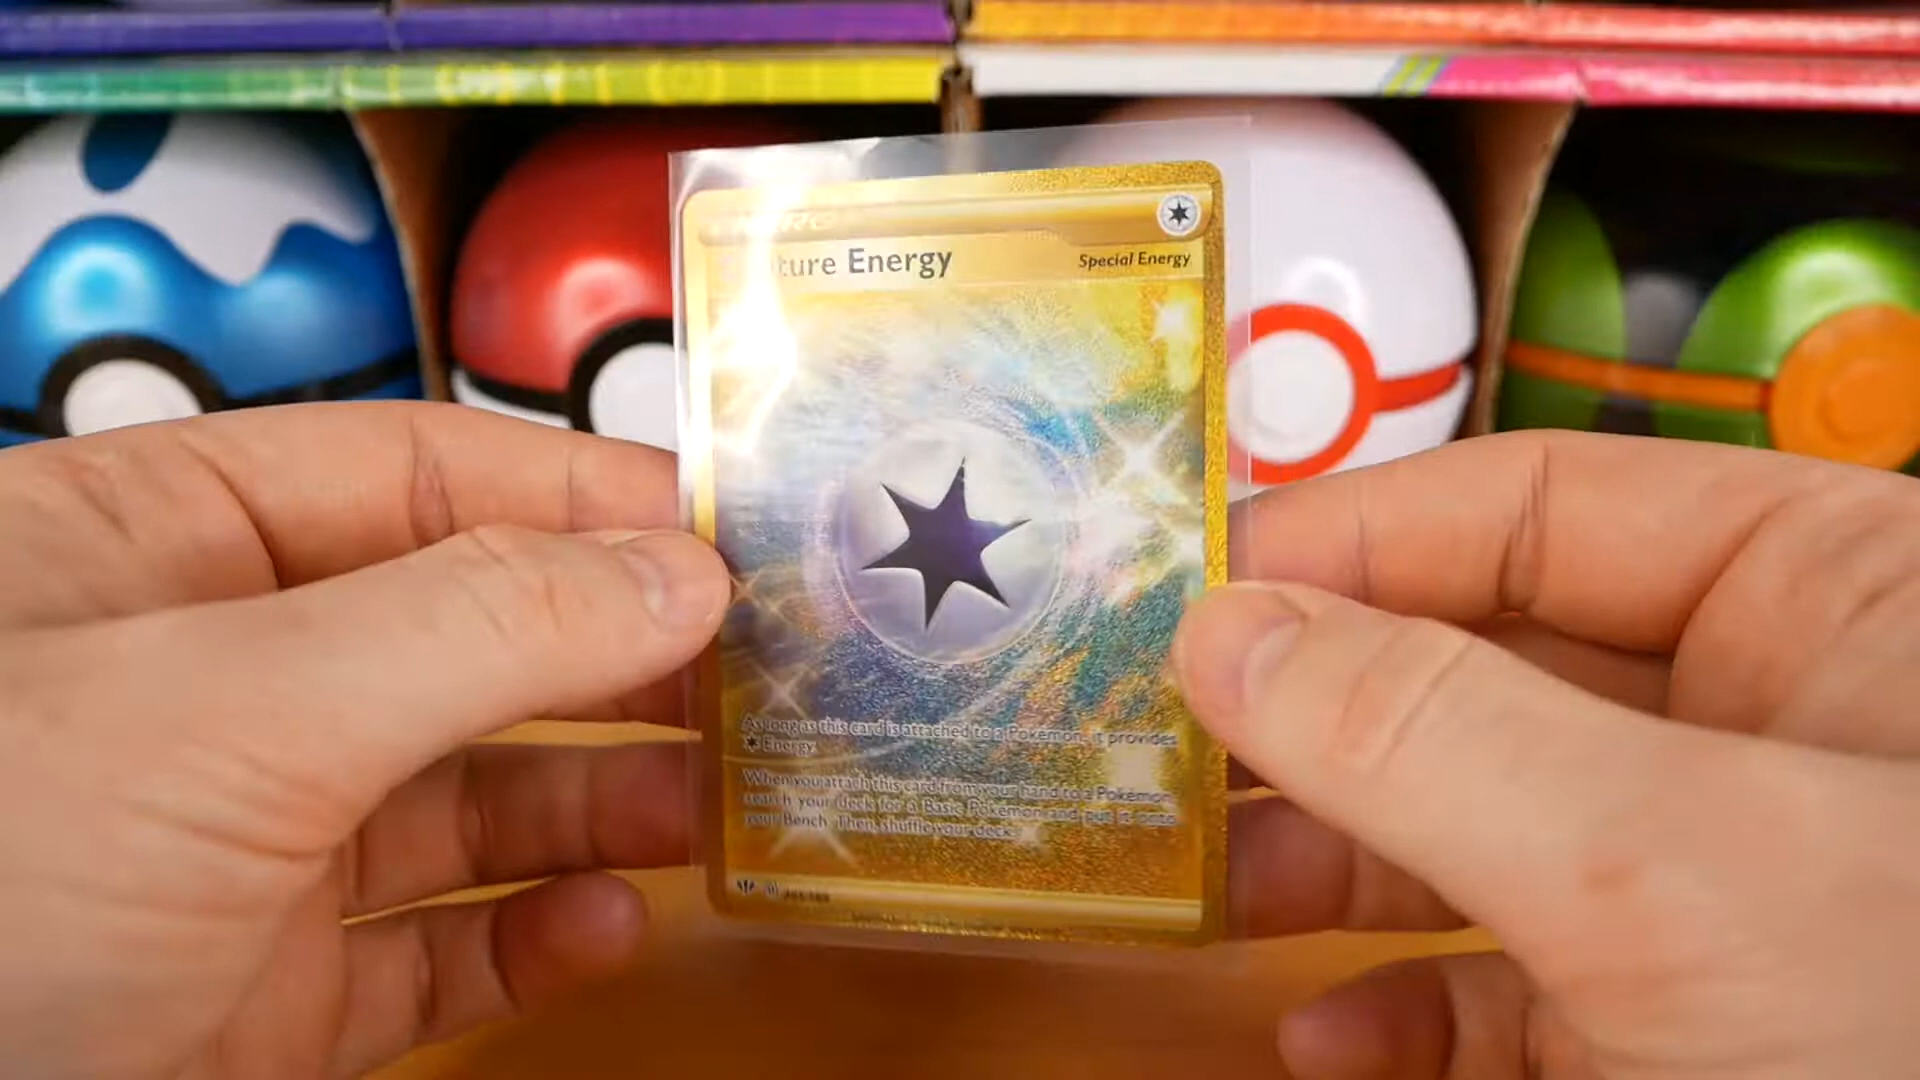 ture Energy
Special Energy
As long as this card is attached to a Pokémon, it provides
Energy.
When you attach this card from your hand to a Pokémon,
search your deck for a Basic Pokémon and put it onto
your Bench. Then, shuffle your deck.